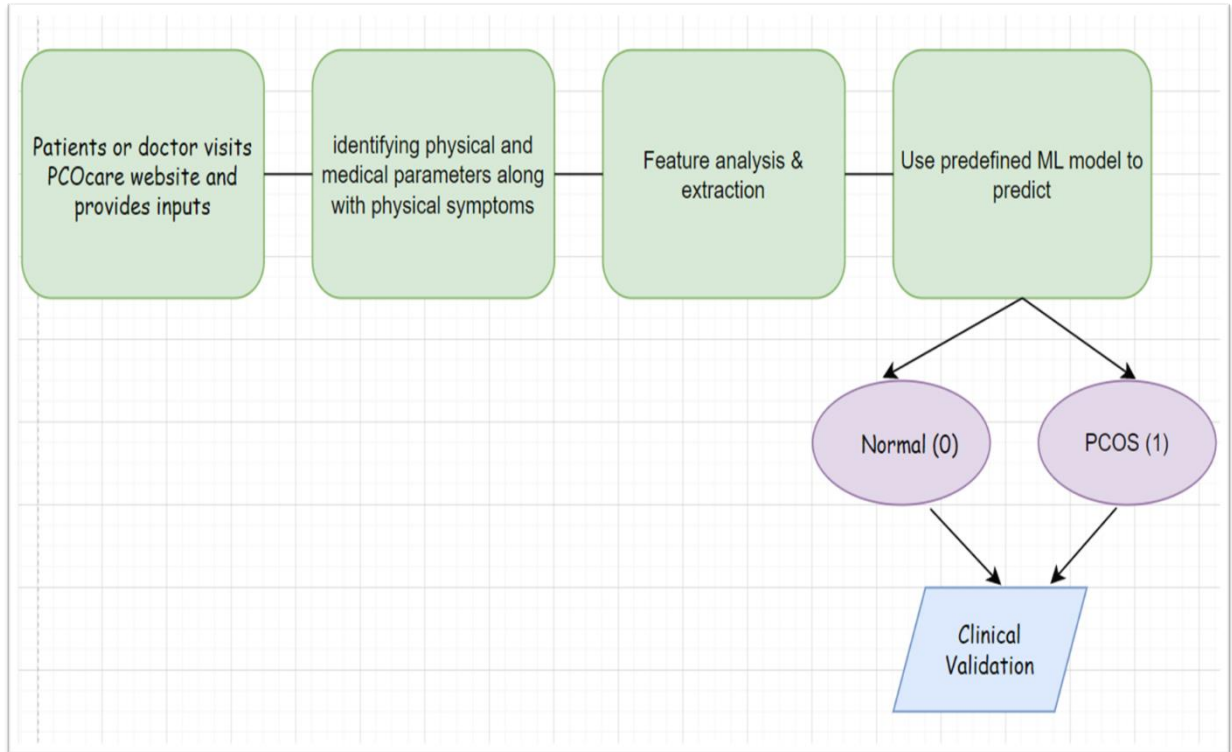 Patients or doctor visits
PCOcare website and
provides inputs
identifying physical and
medical parameters along
with physical symptoms
Feature analysis &
extraction
Use predefined ML model to
predict
Normal (0)
PCOS (1)
Clinical
Validation